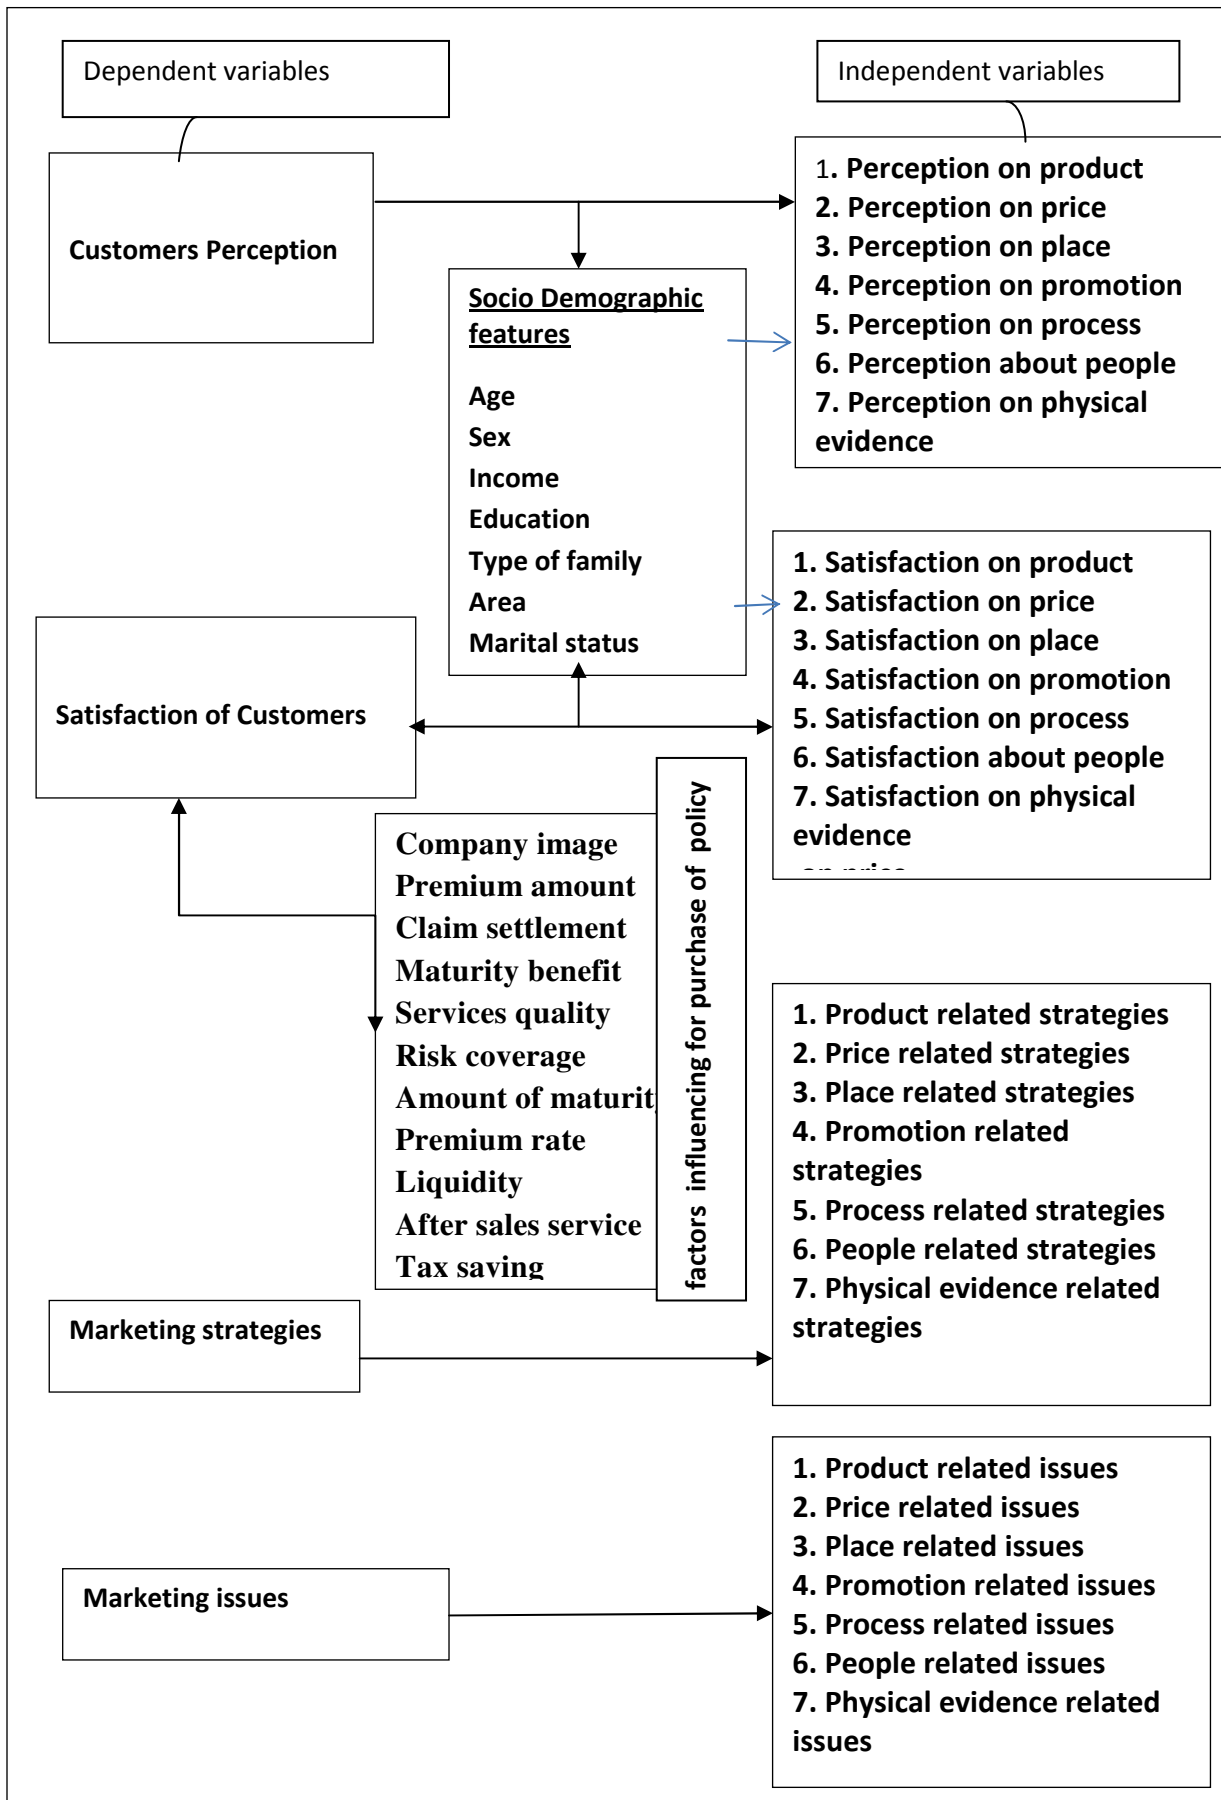 Dependent variables
Independent variables
Customers Perception
1. Perception on product
2. Perception on price
3. Perception on place
4. Perception on promotion
5. Perception on process
6. Perception about people
7. Perception on physical
evidence
Socio Demographic
features
Age
Sex
Income
Education
Type of family
Area
Marital status
1. Satisfaction on product
2. Satisfaction on price
3. Satisfaction on place
4. Satisfaction on promotion
5. Satisfaction on process
6. Satisfaction about people
7. Satisfaction on physical
evidence
Satisfaction of Customers
Company image
Premium amount
Claim settlement
Maturity benefit
Services quality
Risk coverage
Amount of maturit
Premium rate
Liquidity
After sales service
Tax saving
factors influencing for purchase of policy
1. Product related strategies
2. Price related strategies
3. Place related strategies
4. Promotion related
strategies
5. Process related strategies
6. People related strategies
7. Physical evidence related
strategies
Marketing strategies
1. Product related issues
2. Price related issues
3. Place related issues
4. Promotion related issues
5. Process related issues
6. People related issues
7. Physical evidence related
issues
Marketing issues